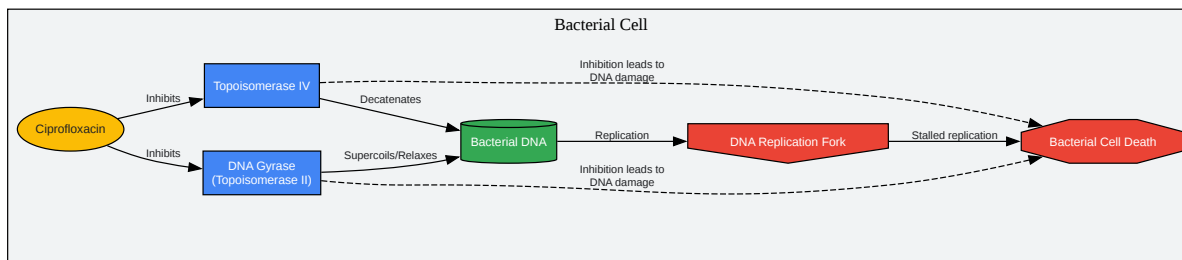 Bacterial Cell
Ciprofloxacin
Inhibits
Inhibits
Topoisomerase IV
DNA Gyrase
(Topoisomerase II)
Decatenates
Supercoils/Relaxes
Inhibition leads to
DNA damage
Bacterial DNA
Replication
Inhibition leads to
DNA damage
DNA Replication Fork
Stalled replication
Bacterial Cell Death